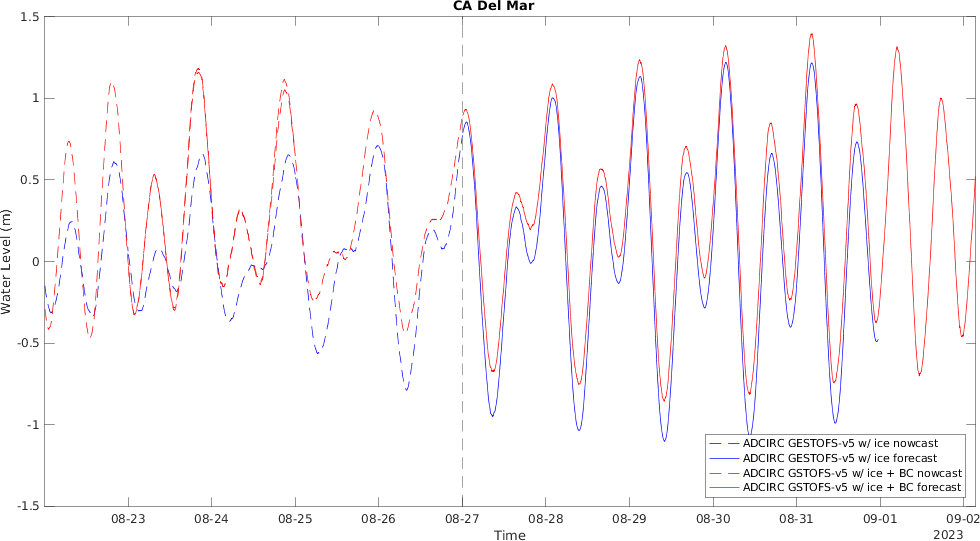 CA Del Mar
1.5
1
0.5
0
-0.5
-1
-1.5
Water Level (m)
08-23
08-24
08-25
08-26
08-27
08-28
08-29
08-30
08-31
09-01
09-02
Time
2023
ADCIRC GESTOFS-v5 w/ ice nowcast
ADCIRC GESTOFS-v5 w/ ice forecast
ADCIRC GSTOFS-v5 w/ ice + BC nowcast
ADCIRC GSTOFS-v5 w/ ice + BC forecast